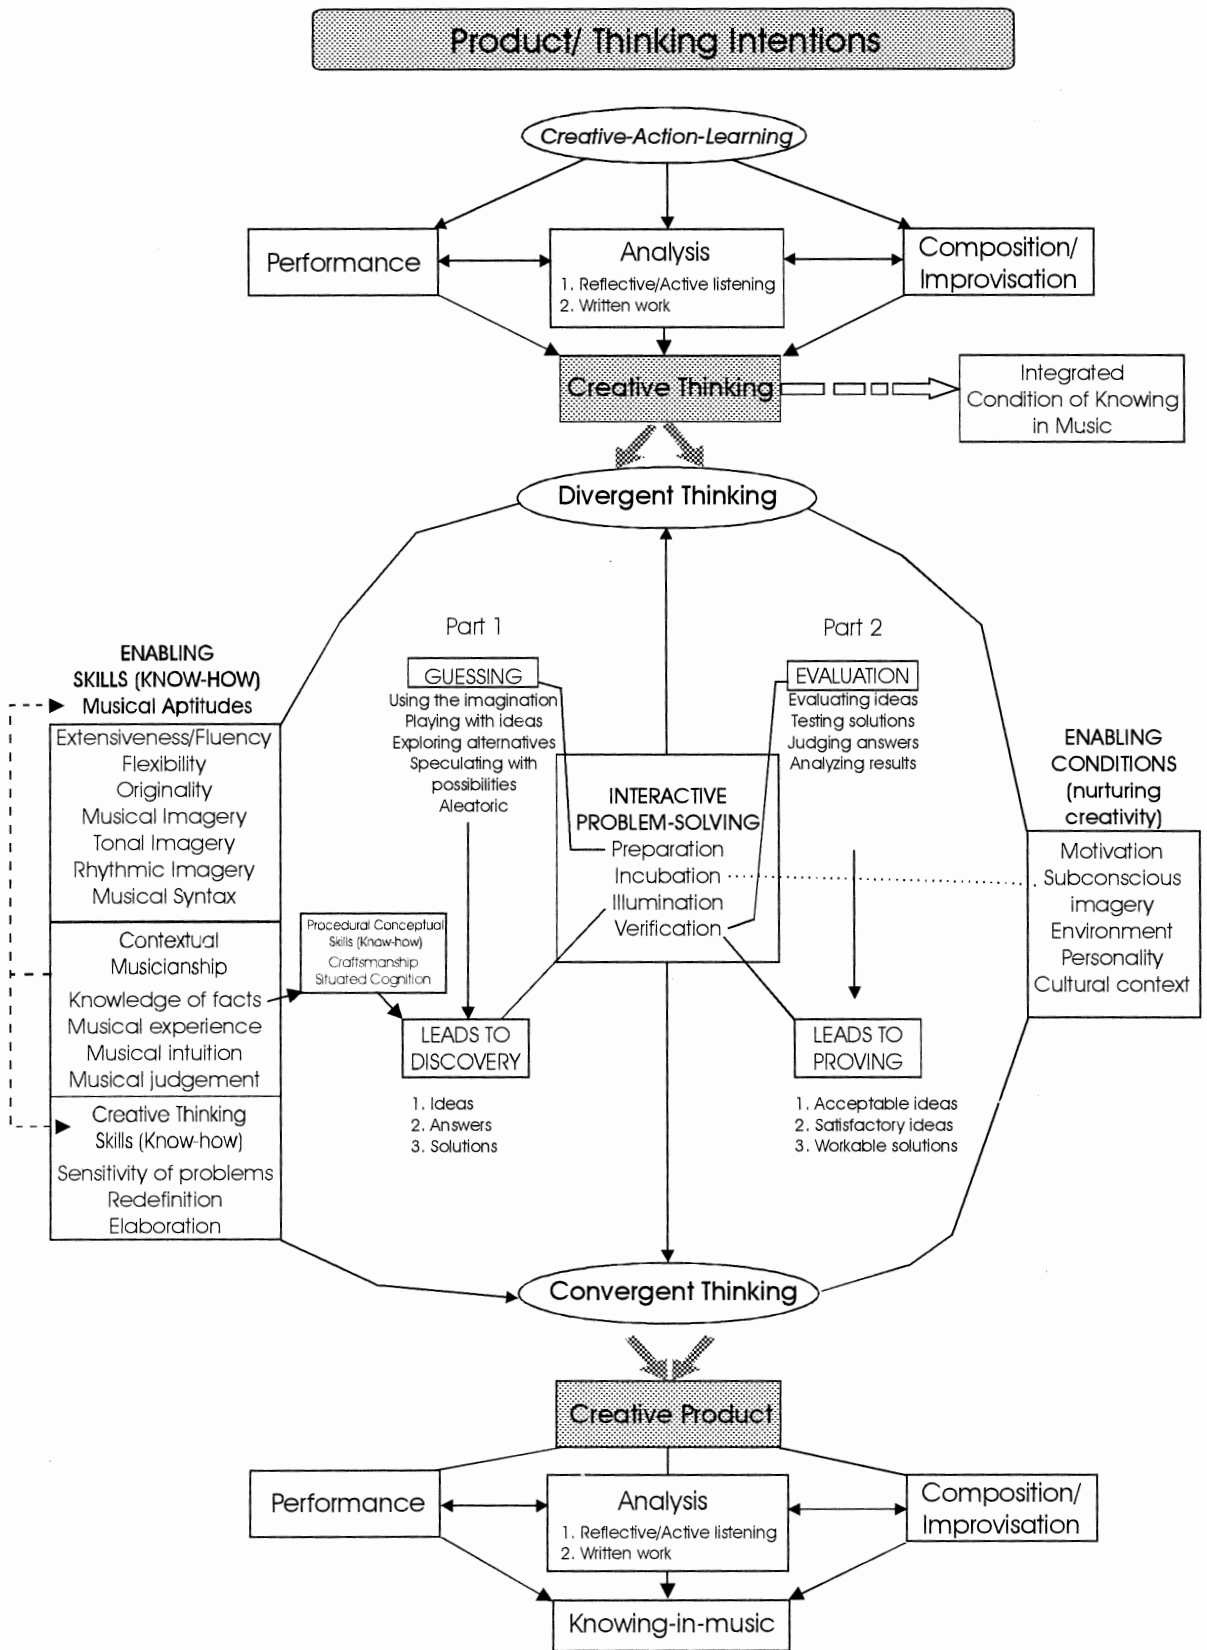 Product/ Thinking Intentions
Creative-Action-Learning
Performance
Analysis
1. Reflective/Active listening
2. Written work
Composition/
Improvisation
Creative Thinking
Integrated
Condition of Knowing
in Music
Divergent Thinking
Part 1
GUESSING
Using the imagination
Playing with ideas
Exploring alternatives
Speculating with
possibilities
Aleatoric
Part 2
EVALUATION
Evaluating ideas
Testing solutions
Judging answers
Analyzing results
ENABLING
SKILLS (KNOW-HOW)
Musical Aptitudes
Extensiveness/Fluency
Flexibility
Originality
Musical Imagery
Tonal Imagery
Rhythmic Imagery
Musical Syntax
Contextual
Musicianship
Knowledge of facts
Musical experience
Musical intuition
Musical judgement
Creative Thinking
Skills (Know-how)
Sensitivity of problems
Redefinition
Elaboration
Procedural Conceptual
Skills (Know-how)
Craftsmanship
Situated Cognition
INTERACTIVE
PROBLEM-SOLVING
Preparation
Incubation
Illumination
Verification
ENABLING
CONDITIONS
(nurturing
creativity)
Motivation
Subconscious
imagery
Environment
Personality
Cultural context
LEADS TO
DISCOVERY
1. Ideas
2. Answers
3. Solutions
LEADS TO
PROVING
1. Acceptable ideas
2. Satisfactory ideas
3. Workable solutions
Convergent Thinking
Creative Product
Performance
Analysis
1. Reflective/Active listening
2. Written work
Composition/
Improvisation
Knowing-in-music